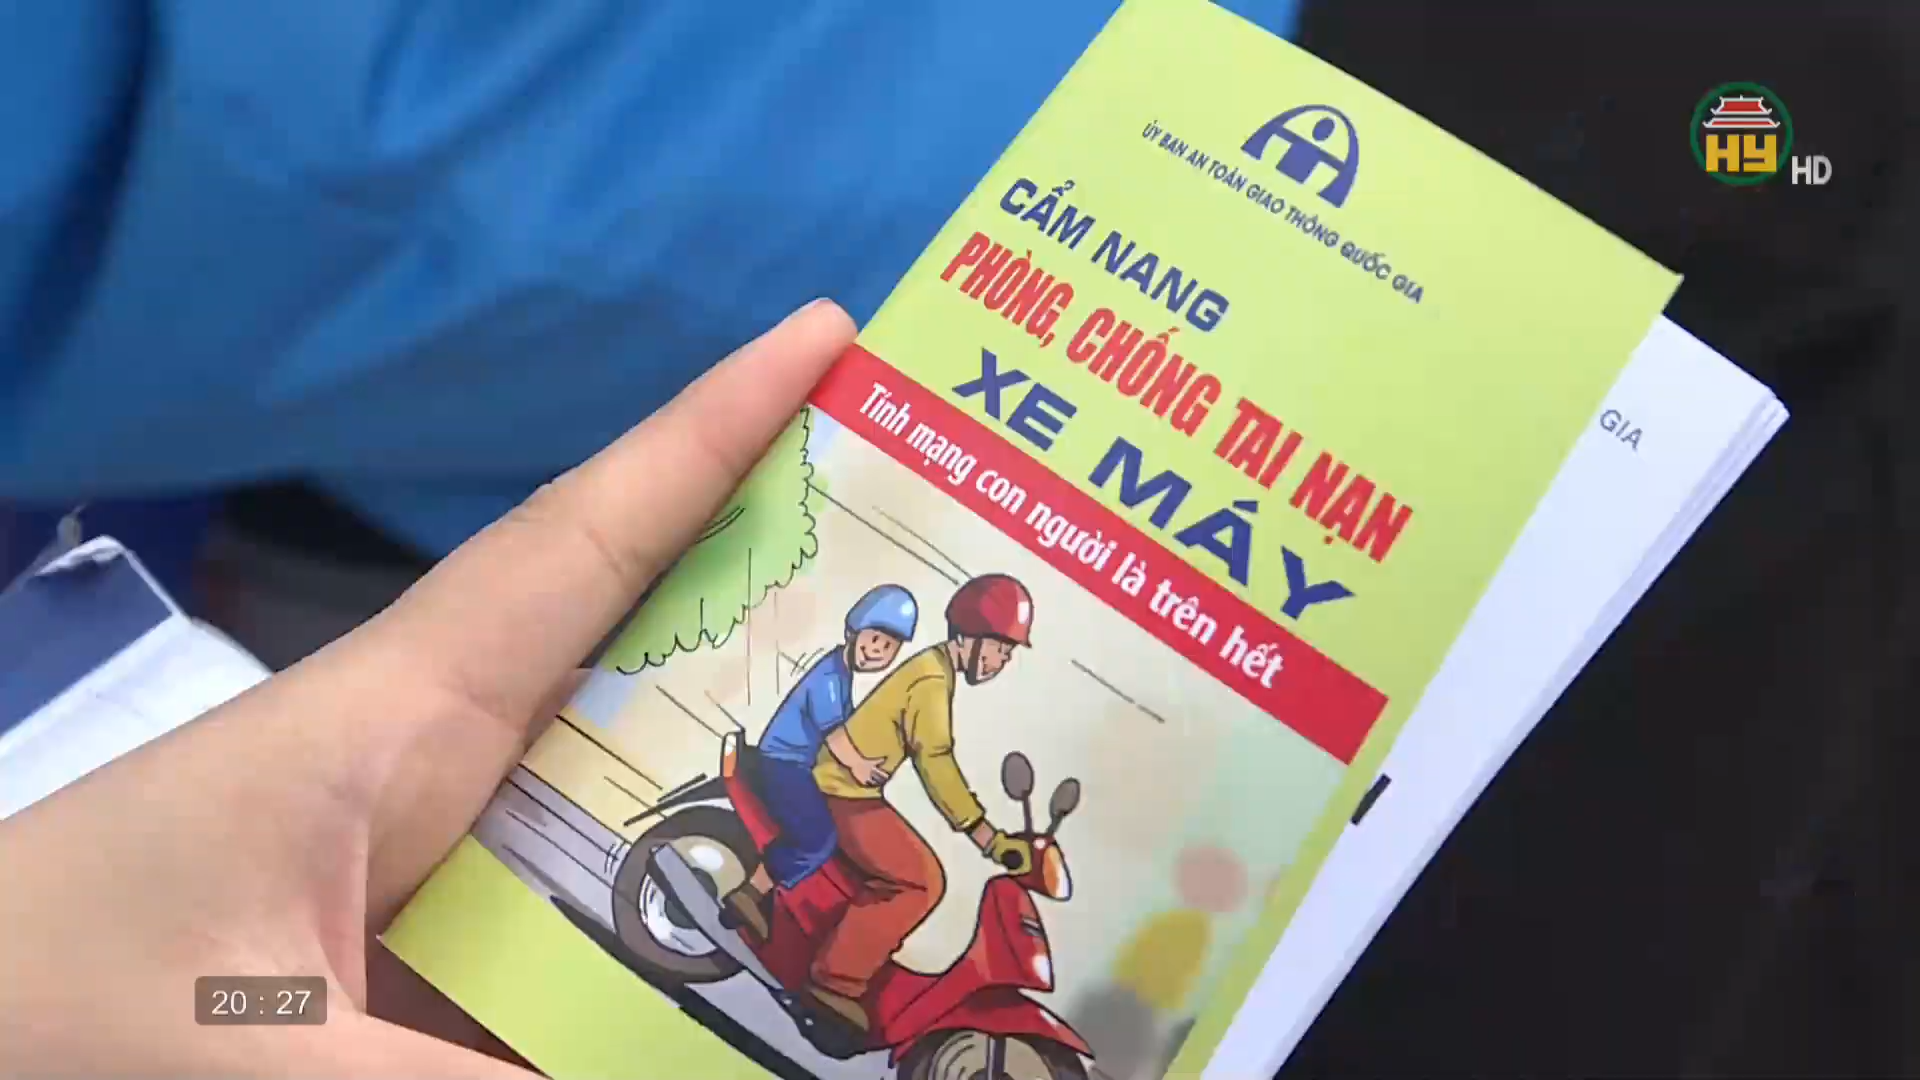 HY HD
ỦY BAN AN TOÀN GIAO THÔNG QUỐC GIA
CẨM NANG
PHÒNG, CHỐNG TAI NẠN
XE MÁY
Tính mạng con người là trên hết
GIA
20 : 27